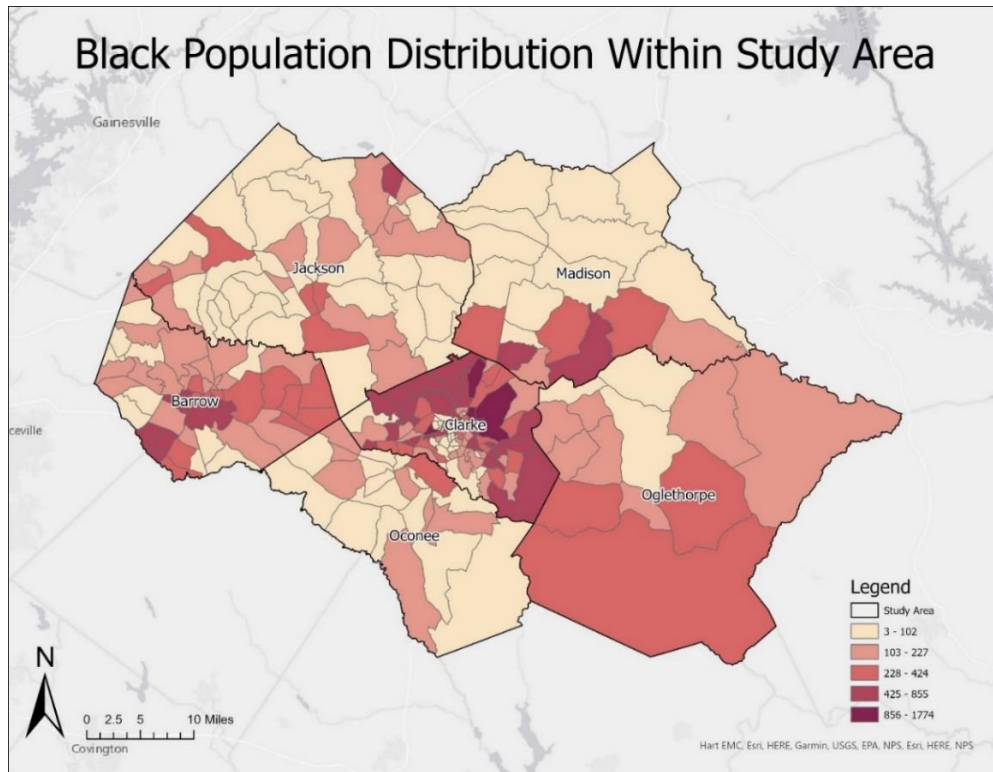 Black Population Distribution Within Study Area
Gainesville
Jackson
Madison
Barrow
Clarke
ceville
Oglethorpe
Oconee
Legend
Study Area
3 - 102
103 - 227
228 - 424
425 - 855
856 - 1774
N
0 2.5 5 10 Miles
Covington
Hart EMC, Esri, HERE, Garmin, USGS, EPA, NPS, Esri, HERE, NPS